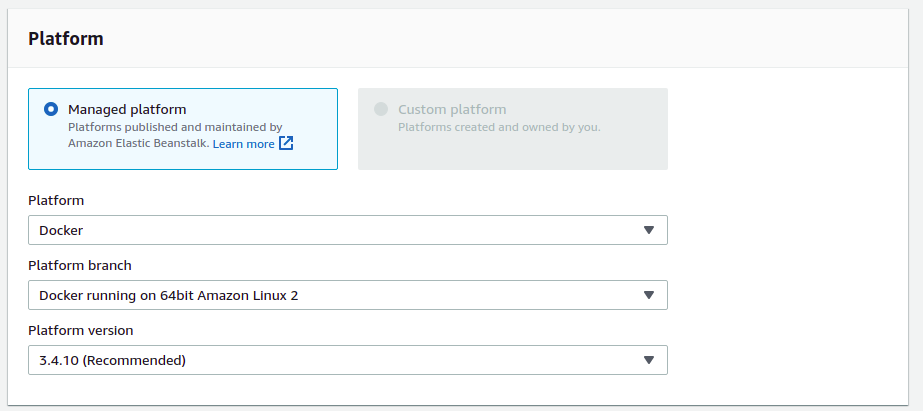 Platform
Managed platform
Platforms published and maintained by
Amazon Elastic Beanstalk. Learn more
Custom platform
Platforms created and owned by you.
Platform
Docker
Platform branch
Docker running on 64bit Amazon Linux 2
Platform version
3.4.10 (Recommended)